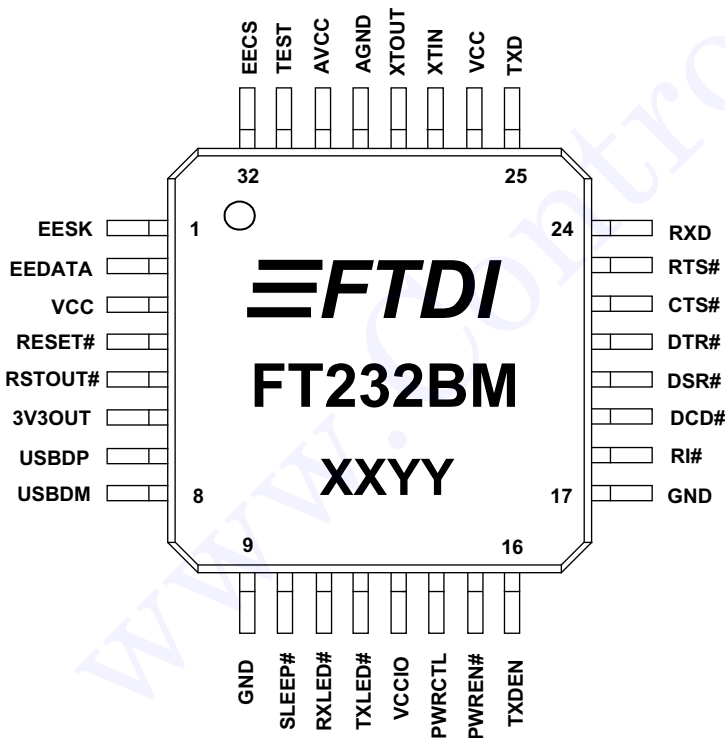 EECS
TEST
AVCC
AGND
XTOUT
XTIN
VCC
TXD
32
25
EESK
1
24
RXD
EEDATA
RTS#
VCC
CTS#
RESET#
DTR#
RSTOUT#
DSR#
3V3OUT
DCD#
USBDP
RI#
USBDM
8
17
GND
FTDI
FT232BM
XXYY
9
16
GND
SLEEP#
RXLED#
TXLED#
VCCIO
PWRCTL
PWREN#
TXDEN
www.Contro